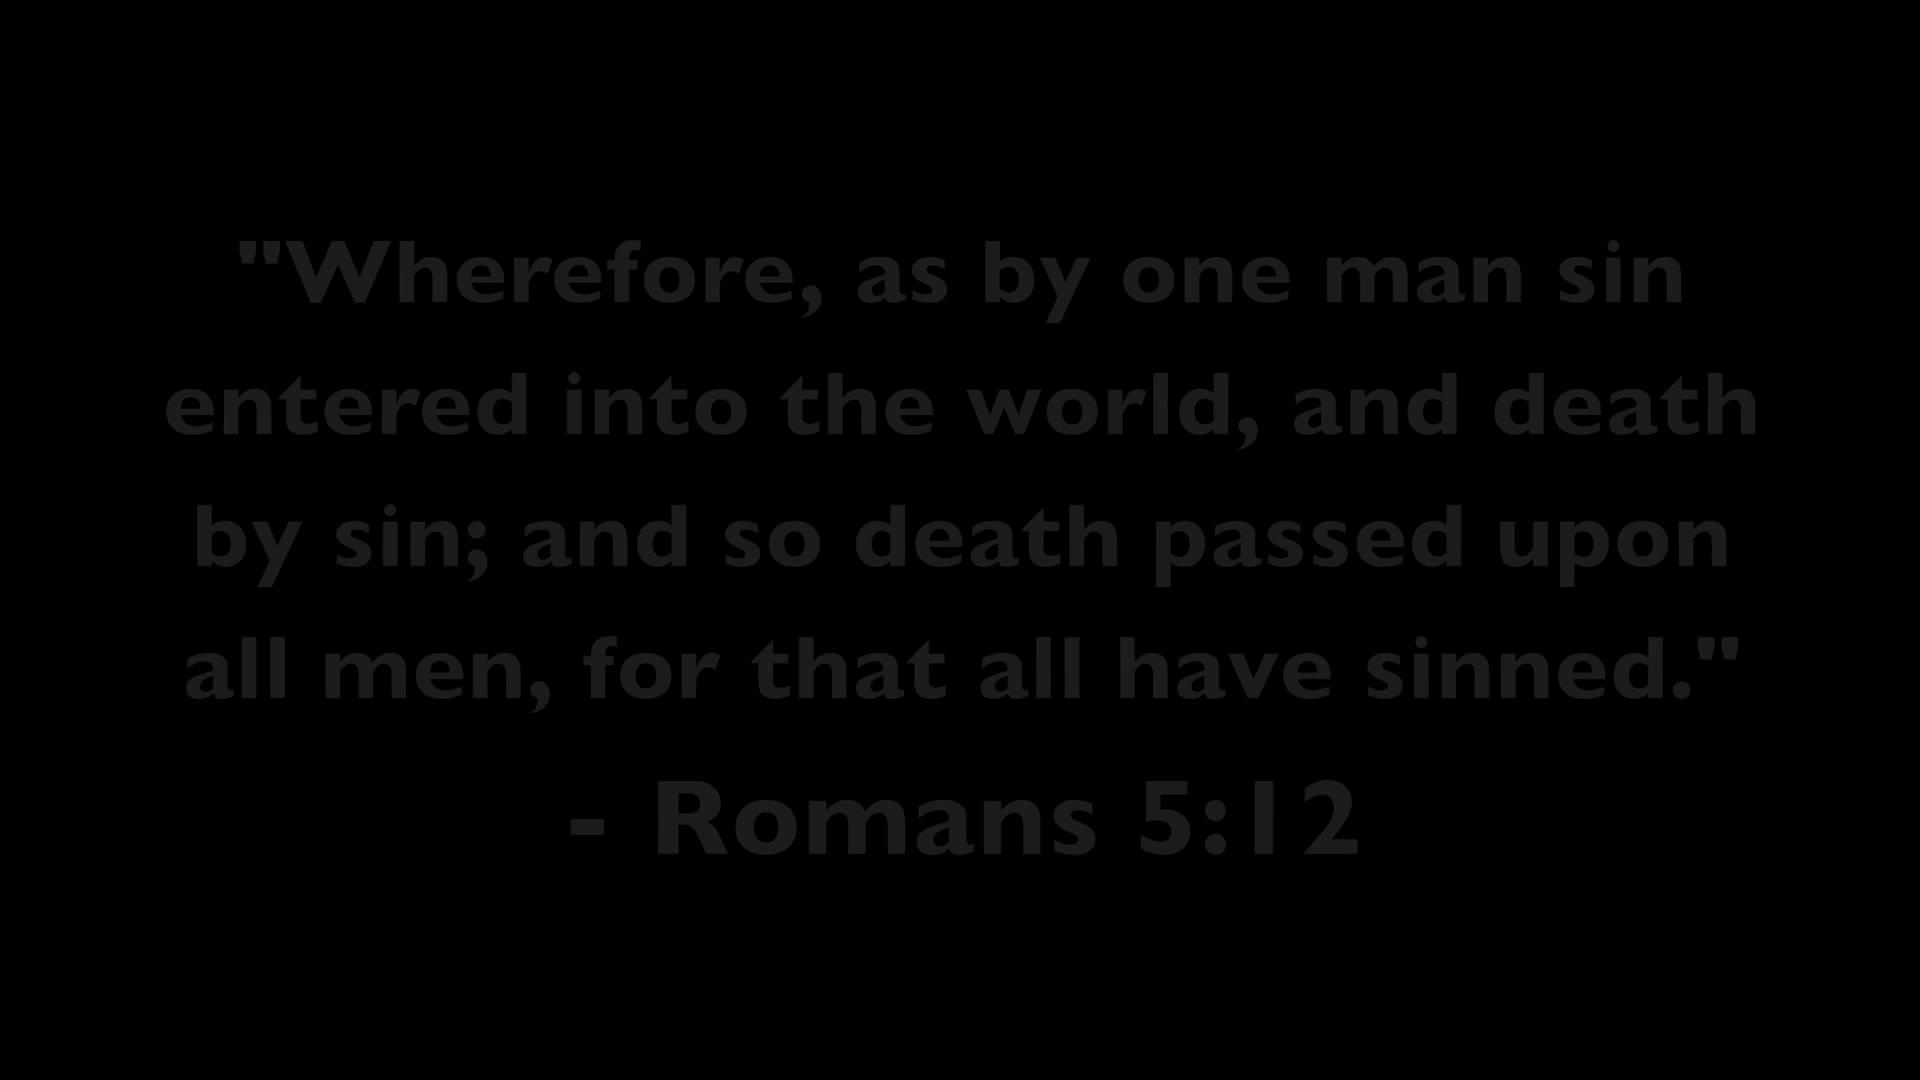 "Wherefore, as by one man sin
entered into the world, and death
by sin; and so death passed upon
all men, for that all have sinned."
- Romans 5:12